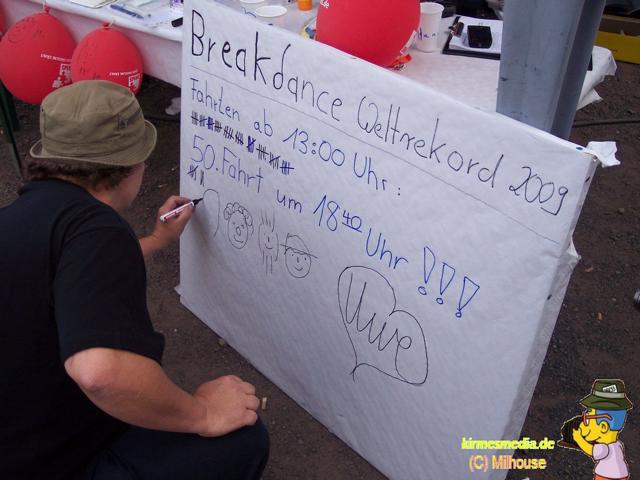 Breakdance Weltrekord 2009
Fahrten ab 13:00 Uhr:
50. Fahrt um 18 40 Uhr !!!
Uwe
kirmesmedia.de
(C) Milhouse